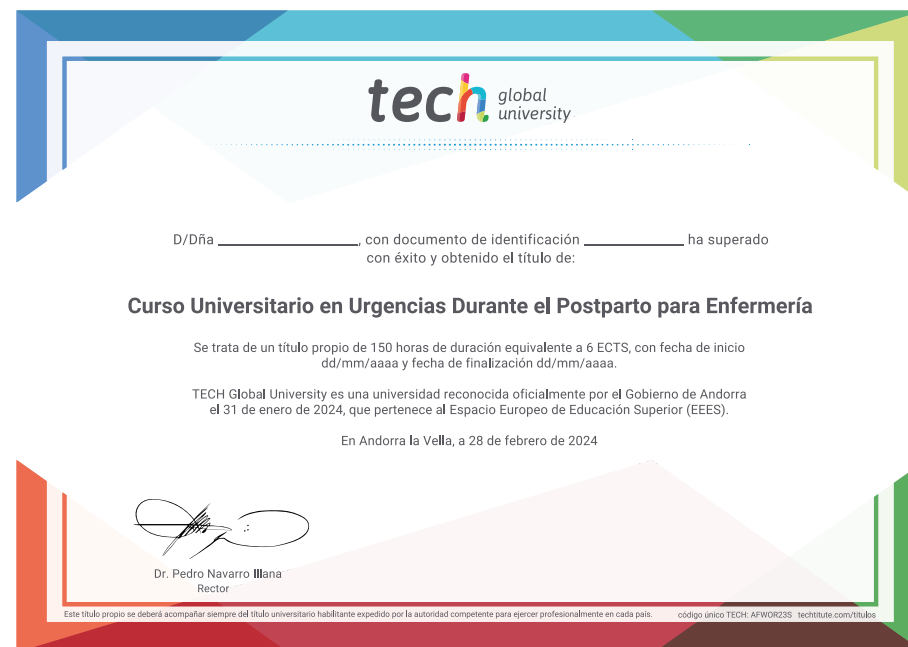 tech global university
D/Dña ____________________, con documento de identificación ______________ ha superado
con éxito y obtenido el título de:
Curso Universitario en Urgencias Durante el Postparto para Enfermería
Se trata de un título propio de 150 horas de duración equivalente a 6 ECTS, con fecha de inicio
dd/mm/aaaa y fecha de finalización dd/mm/aaaa.
TECH Global University es una universidad reconocida oficialmente por el Gobierno de Andorra
el 31 de enero de 2024, que pertenece al Espacio Europeo de Educación Superior (EEES).
En Andorra la Vella, a 28 de febrero de 2024
Dr. Pedro Navarro Illana
Rector
Este título propio se deberá acompañar siempre del título universitario habilitante expedido por la autoridad competente para ejercer profesionalmente en cada país. código único TECH: AFWOR23S techtitute.com/titulos